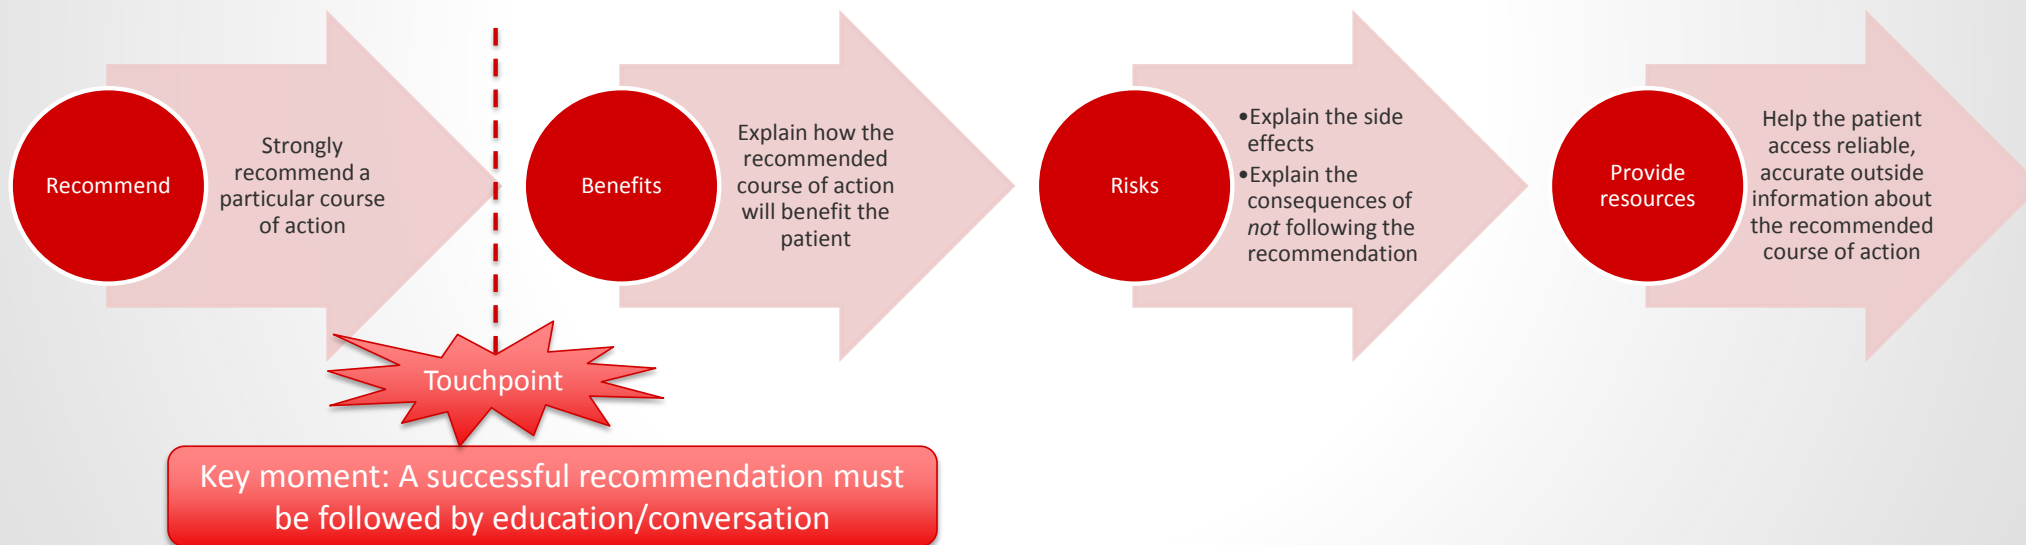 Recommend
Strongly
recommend a
particular course
of action
Benefits
Explain how the
recommended
course of action
will benefit the
patient
Risks
•Explain the side
effects
•Explain the
consequences of
not following the
recommendation
Provide
resources
Help the patient
access reliable,
accurate outside
information about
the recommended
course of action
Touchpoint
Key moment: A successful recommendation must
be followed by education/conversation